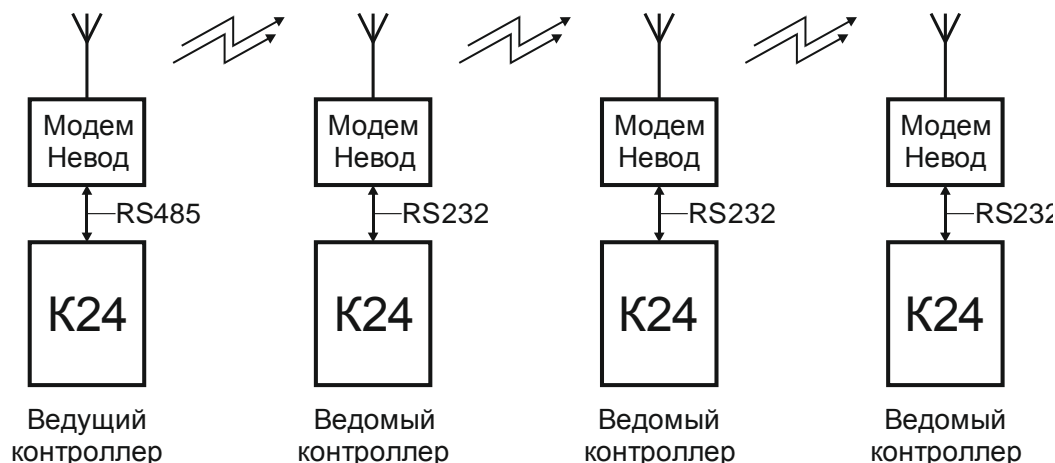 Модем
Невод
Модем
Невод
Модем
Невод
Модем
Невод
RS485
RS232
RS232
RS232
К24
К24
К24
К24
Ведущий
контроллер
Ведомый
контроллер
Ведомый
контроллер
Ведомый
контроллер